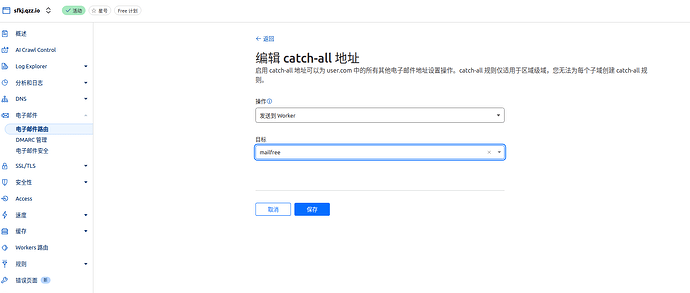 sfkj.qzz.io
活动
星号
Free 计划
概述
AI Crawl Control
Log Explorer
分析和日志
DNS
电子邮件
电子邮件路由
DMARC 管理
电子邮件安全
SSL/TLS
安全性
Access
速度
缓存
Workers 路由
规则
错误页面
新
返回
编辑 catch-all 地址
启用 catch-all 地址可以为 user.com 中的所有其他电子邮件地址设置操作。catch-all 规则仅适用于区域级域，您无法为每个子域创建 catch-all 规
则。
操作
发送到 Worker
目标
mailfree
取消
保存